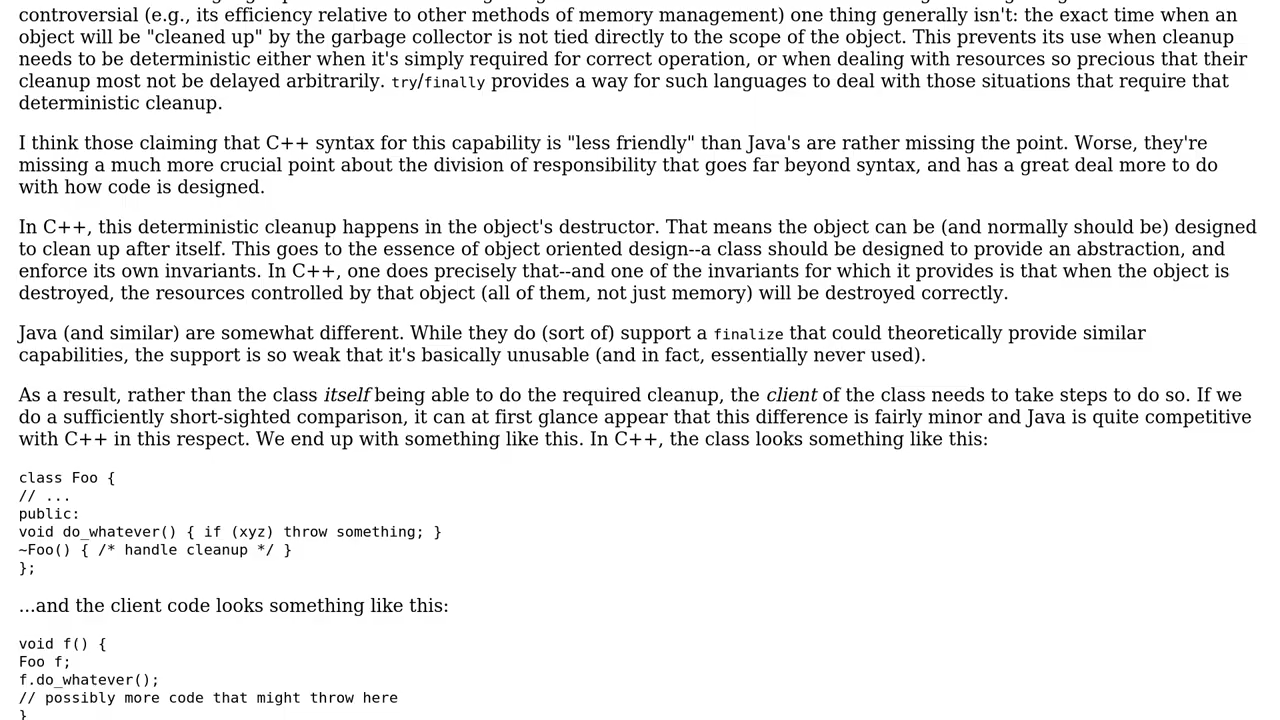 controversial (e.g., its efficiency relative to other methods of memory management) one thing generally isn't: the exact time when an
object will be "cleaned up" by the garbage collector is not tied directly to the scope of the object. This prevents its use when cleanup
needs to be deterministic either when it's simply required for correct operation, or when dealing with resources so precious that their
cleanup most not be delayed arbitrarily. try/finally provides a way for such languages to deal with those situations that require that
deterministic cleanup.
I think those claiming that C++ syntax for this capability is "less friendly" than Java's are rather missing the point. Worse, they're
missing a much more crucial point about the division of responsibility that goes far beyond syntax, and has a great deal more to do
with how code is designed.
In C++, this deterministic cleanup happens in the object's destructor. That means the object can be (and normally should be) designed
to clean up after itself. This goes to the essence of object oriented design--a class should be designed to provide an abstraction, and
enforce its own invariants. In C++, one does precisely that--and one of the invariants for which it provides is that when the object is
destroyed, the resources controlled by that object (all of them, not just memory) will be destroyed correctly.
Java (and similar) are somewhat different. While they do (sort of) support a finalize that could theoretically provide similar
capabilities, the support is so weak that it's basically unusable (and in fact, essentially never used).
As a result, rather than the class itself being able to do the required cleanup, the client of the class needs to take steps to do so. If we
do a sufficiently short-sighted comparison, it can at first glance appear that this difference is fairly minor and Java is quite competitive
with C++ in this respect. We end up with something like this. In C++, the class looks something like this:
class Foo {
// ...
public:
void do_whatever() { if (xyz) throw something; }
~Foo() { /* handle cleanup */ }
};
...and the client code looks something like this:
void f() {
Foo f;
f.do_whatever();
// possibly more code that might throw here
}